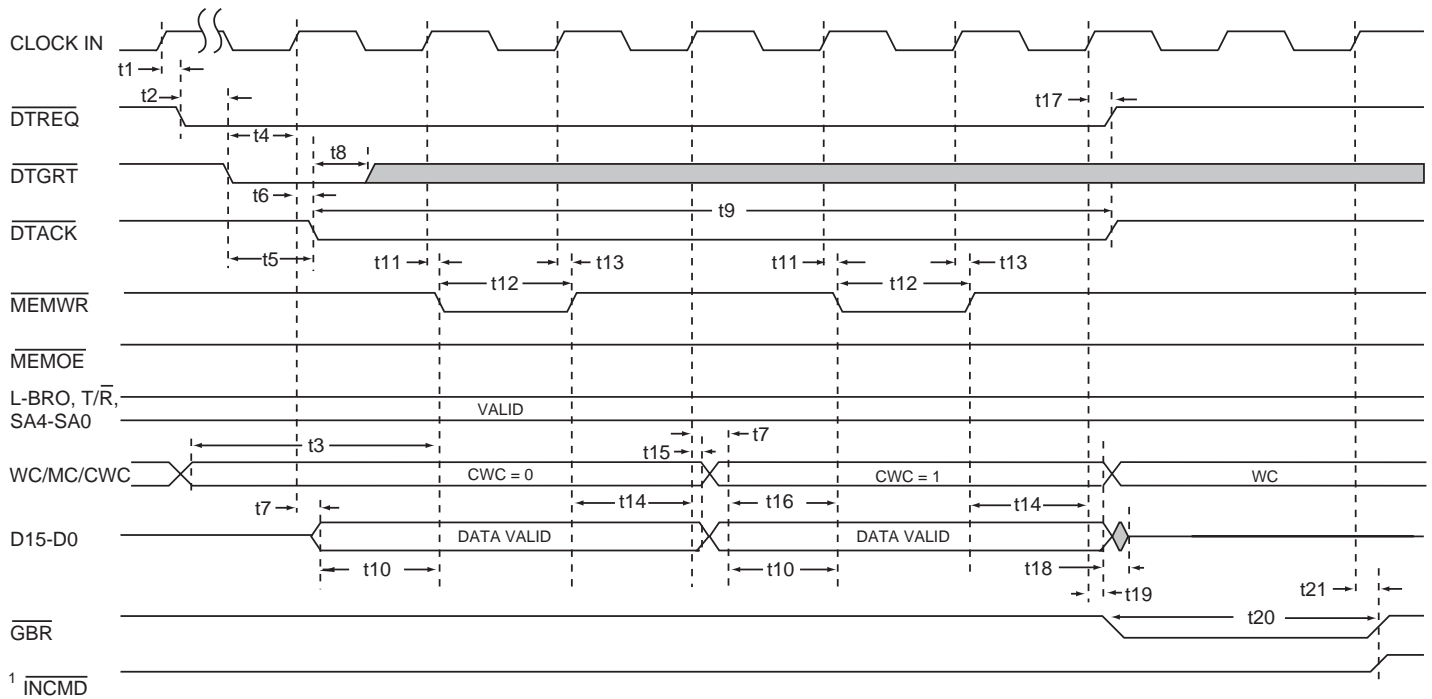 CLOCK IN
t1
t2
t17
DTREQ
t4
t8
DTGRT
t6
t9
DTACK
t5
t11
t13
t11
t13
t12
t12
MEMWR
MEMOE
L-BRO, T/R,
VALID
SA4-SA0
t3
t7
t15
WC/MC/CWC
CWC = 0
CWC = 1
WC
t7
t14
t16
t14
D15-D0
DATA VALID
DATA VALID
t10
t10
t18
t19
t21
t20
GBR
1 INCMD